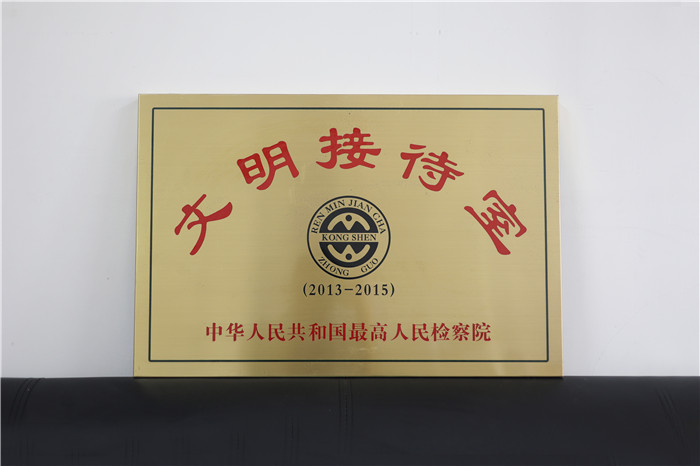 文明接待室
REN MIN JIAN CHA
KONG SHEN
ZHONG GUO
(2013-2015)
中华人民共和国最高人民检察院